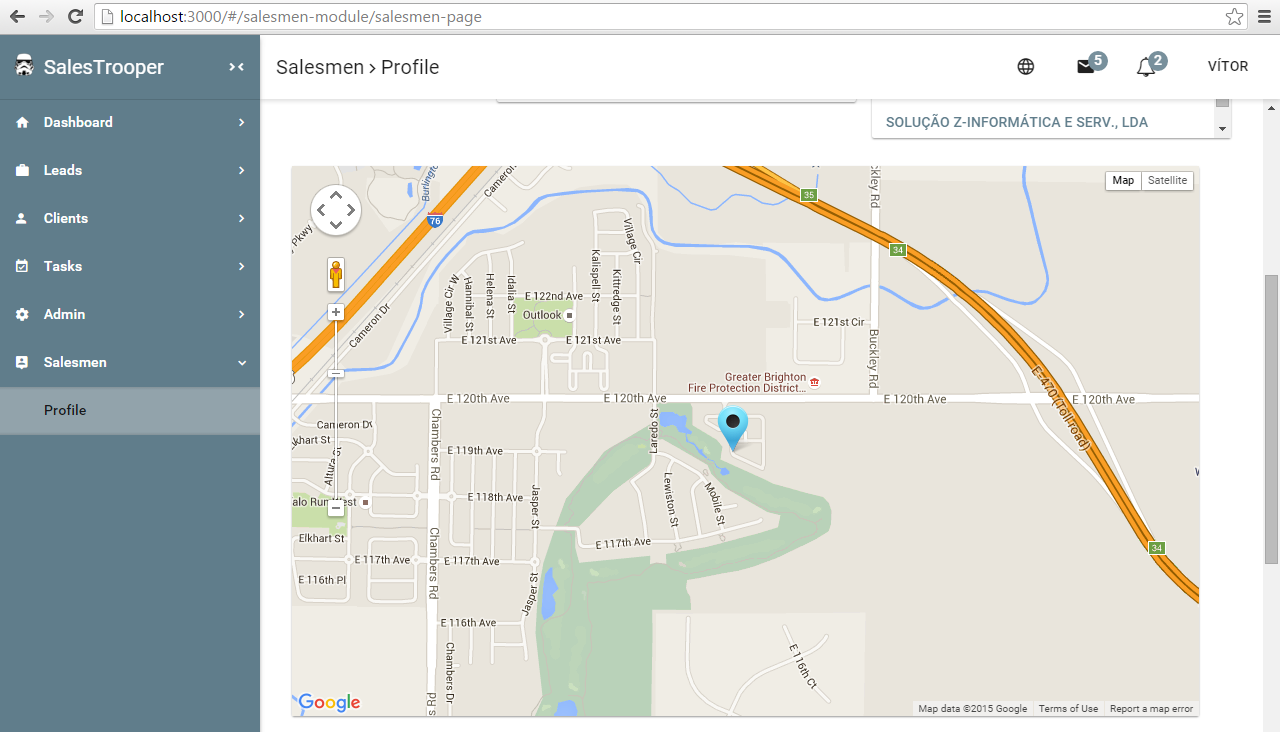 localhost:3000/#/salesmen-module/salesmen-page
SalesTrooper
Salesmen › Profile
5
2
VÍTOR
Dashboard
Leads
Clients
Tasks
Admin
Salesmen
Profile
SOLUÇÃO Z-INFORMÁTICA E SERV., LDA
Map
Satellite
Burlington
Cameron
76
35
34
Buckley Rd
Pkwy
Village Cir
Kalispell St
Kittredge St
Village Cir W
Hannibal St
Helena St
Idalia St
E 122nd Ave
Outlook
Cameron Dr
E 121st Ave
E 121st Ave
E 121st Cir
Buckley Rd
Greater Brighton
Fire Protection District...
E-470 (Toll road)
E 120th Ave
E 120th Ave
E 120th Ave
E 120th Ave
Cameron Dr
Chambers Rd
Laredo St
Altura St
E 119th Ave
E 118th Ave
Jasper St
Lewiston St
Mobile St
Elkhart St
Chambers Rd
E 117th Ave
E 117th Ave
E 117th Ave
E 116th Pl
Jasper St
E 116th Ave
Chambers Dr
E 116th Ct
34
Google
Map data ©2015 Google
Terms of Use
Report a map error